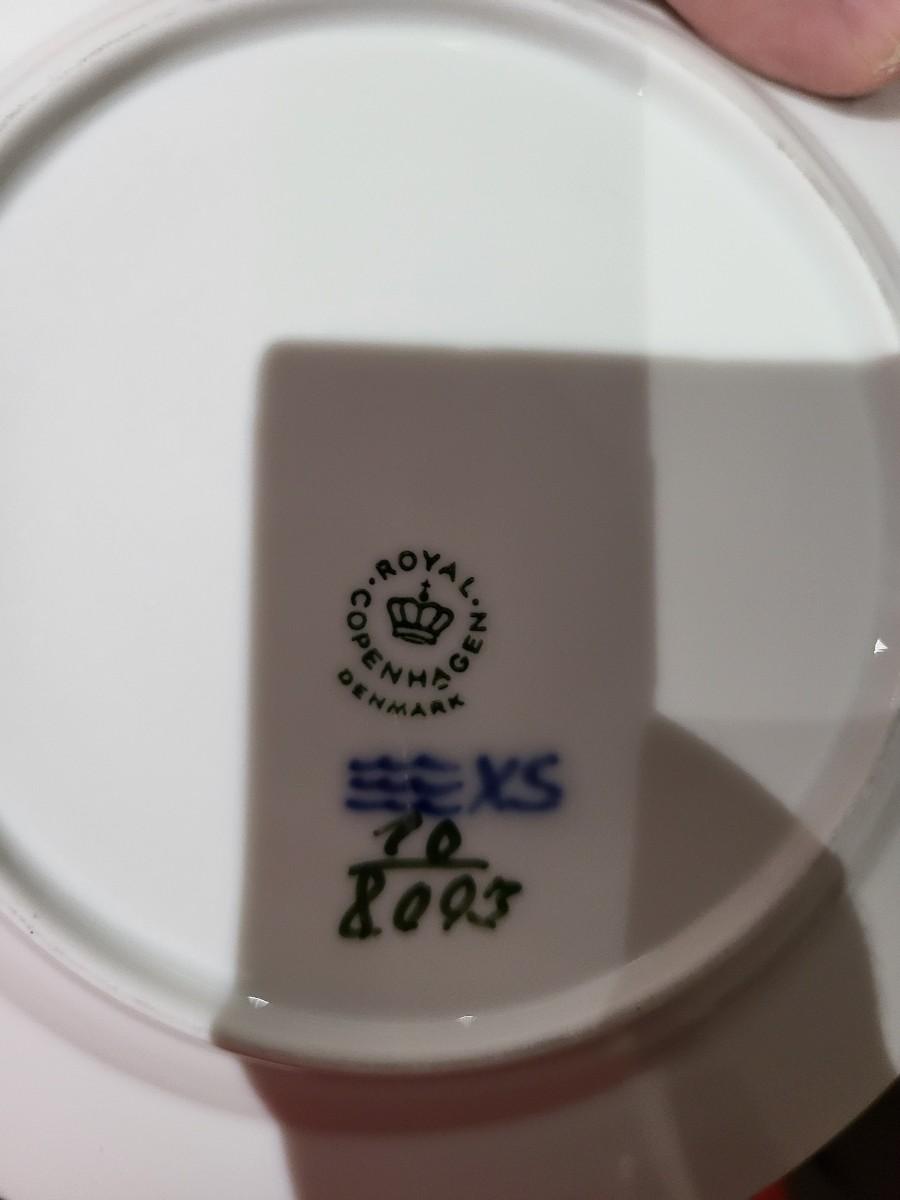 ROYAL
COPENHAGEN
DENMARK
XS
10
8093